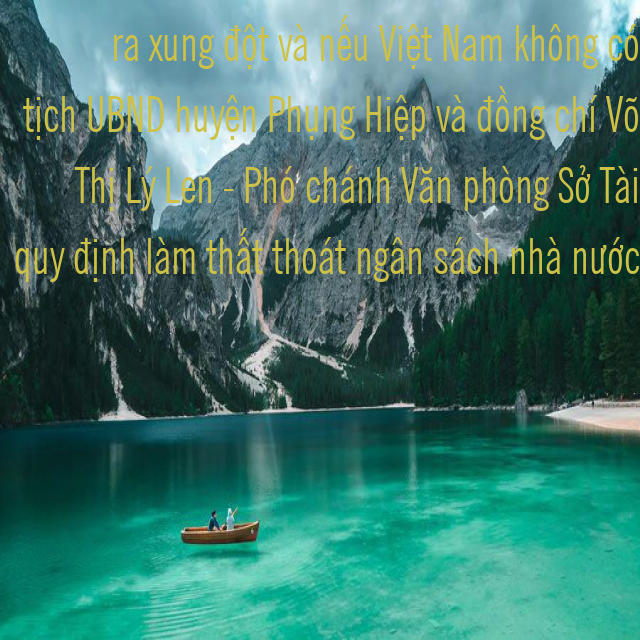 ra xung đột và nếu Việt Nam không có
tịch UBND huyện Phụng Hiệp và đồng chí Võ
Thị Lý Len - Phó chánh Văn phòng Sở Tài
quy định làm thất thoát ngân sách nhà nước